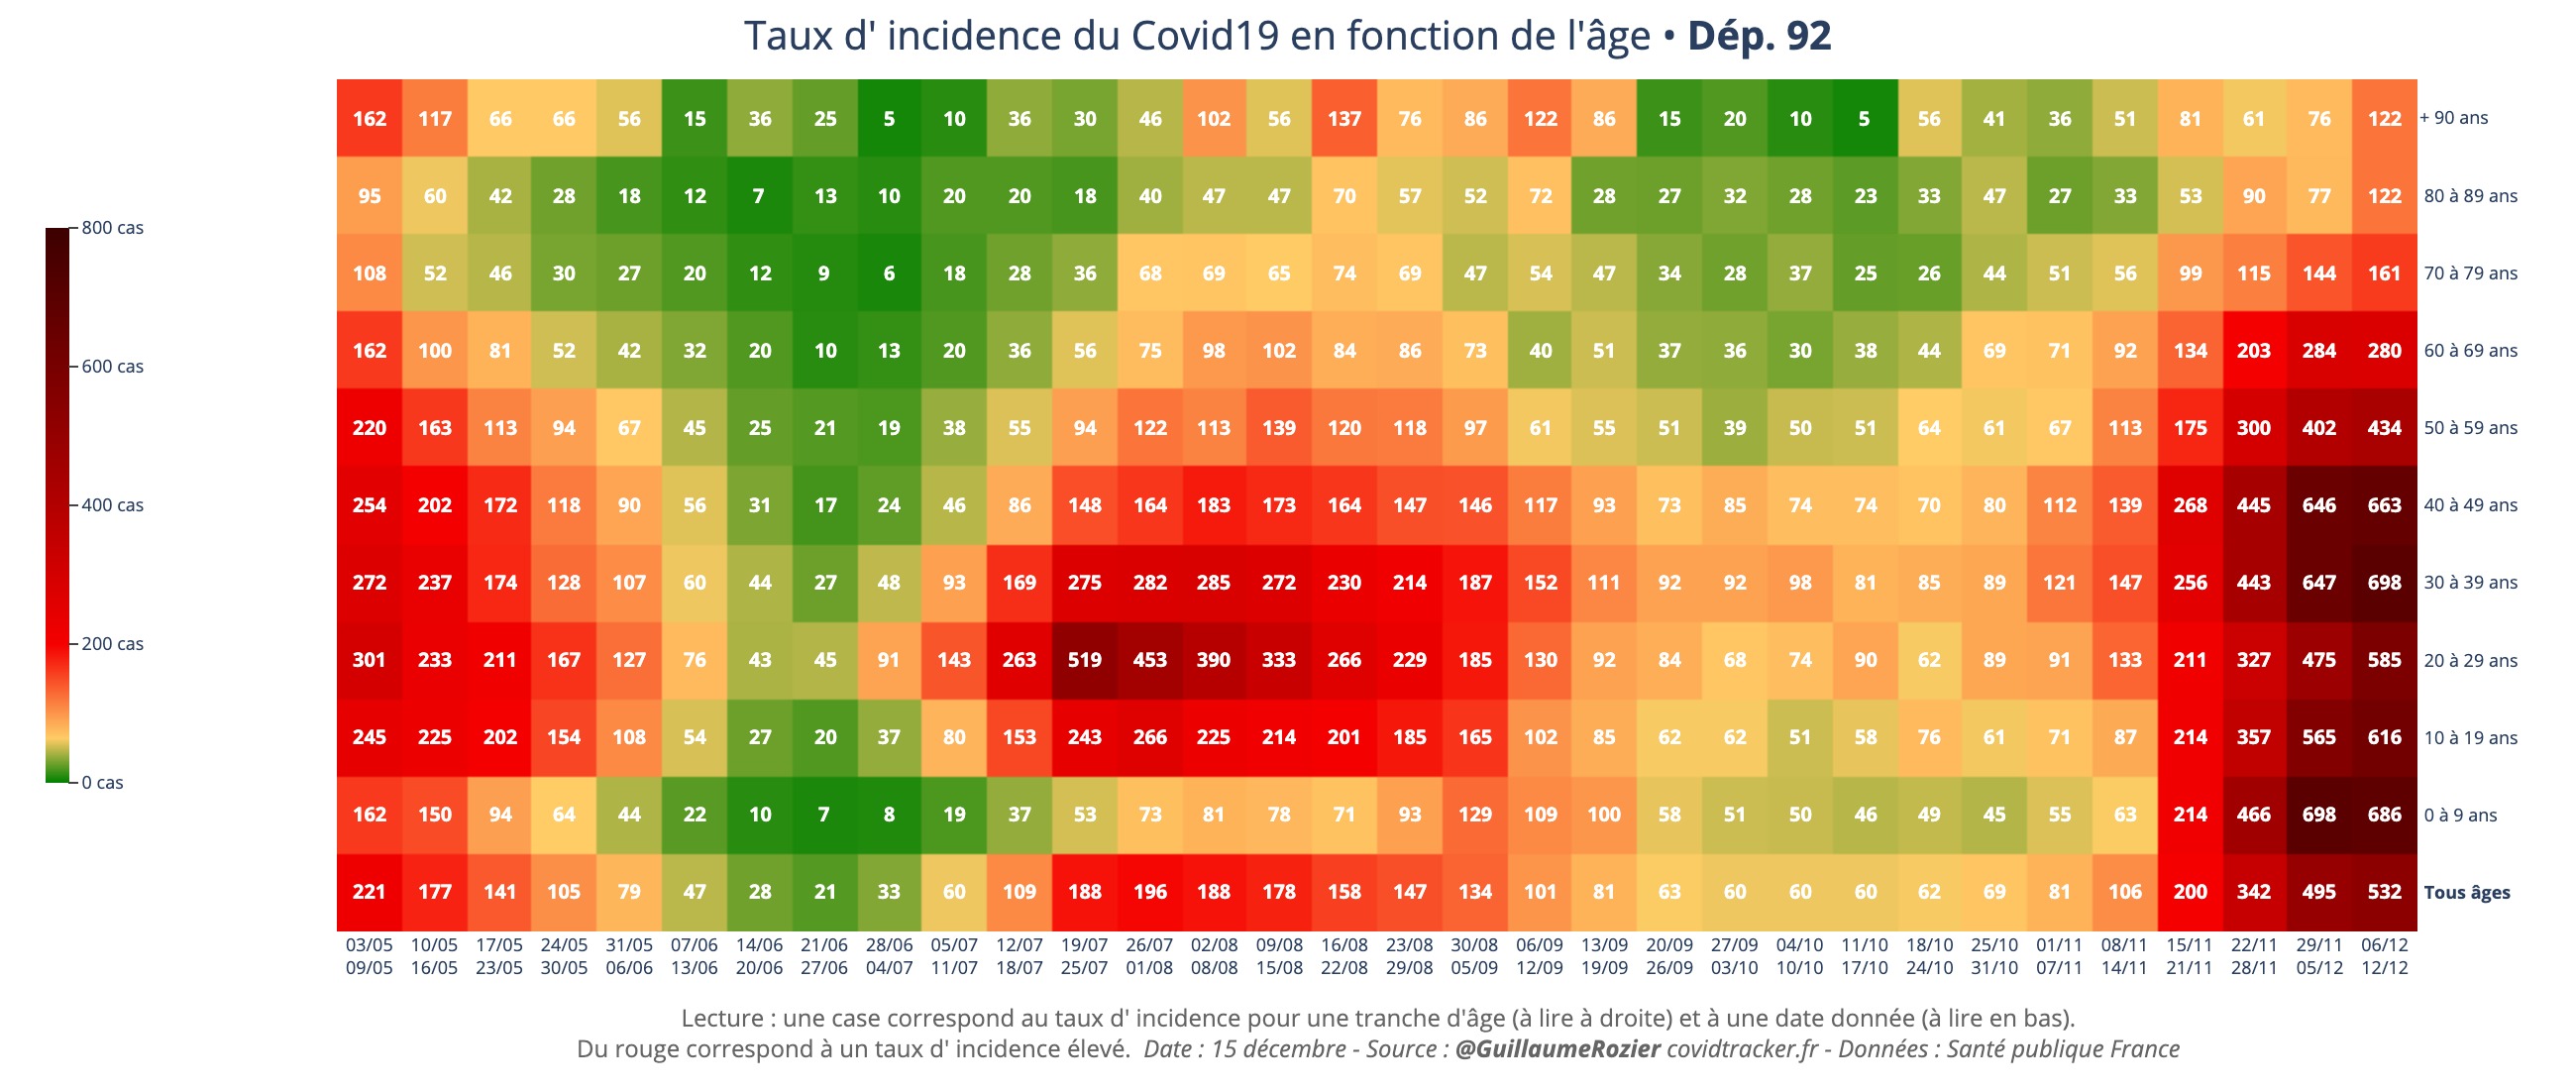 Taux d' incidence du Covid19 en fonction de l'âge • Dép. 92
800 cas
600 cas
400 cas
200 cas
0 cas
162 117 66 66 56 15 36 25 5 10 36 30 46 102 56 137 76 86 122 86 15 20 10 5 56 41 36 51 81 61 76 122 + 90 ans
95 60 42 28 18 12 7 13 10 20 20 18 40 47 47 70 57 52 72 28 27 32 28 23 33 47 27 33 53 90 77 122 80 à 89 ans
108 52 46 30 27 20 12 9 6 18 28 36 68 69 65 74 69 47 54 47 34 28 37 25 26 44 51 56 99 115 144 161 70 à 79 ans
162 100 81 52 42 32 20 10 13 20 36 56 75 98 102 84 86 73 40 51 37 36 30 38 44 69 71 92 134 203 284 280 60 à 69 ans
220 163 113 94 67 45 25 21 19 38 55 94 122 113 139 120 118 97 61 55 51 39 50 51 64 61 67 113 175 300 402 434 50 à 59 ans
254 202 172 118 90 56 31 17 24 46 86 148 164 183 173 164 147 146 117 93 73 85 74 74 70 80 112 139 268 445 646 663 40 à 49 ans
272 237 174 128 107 60 44 27 48 93 169 275 282 285 272 230 214 187 152 111 92 92 98 81 85 89 121 147 256 443 647 698 30 à 39 ans
301 233 211 167 127 76 43 45 91 143 263 519 453 390 333 266 229 185 130 92 84 68 74 90 62 89 91 133 211 327 475 585 20 à 29 ans
245 225 202 154 108 54 27 20 37 80 153 243 266 225 214 201 185 165 102 85 62 62 51 58 76 61 71 87 214 357 565 616 10 à 19 ans
162 150 94 64 44 22 10 7 8 19 37 53 73 81 78 71 93 129 109 100 58 51 50 46 49 45 55 63 214 466 698 686 0 à 9 ans
221 177 141 105 79 47 28 21 33 60 109 188 196 188 178 158 147 134 101 81 63 60 60 60 62 69 81 106 200 342 495 532 Tous âges
03/05 10/05 17/05 24/05 31/05 07/06 14/06 21/06 28/06 05/07 12/07 19/07 26/07 02/08 09/08 16/08 23/08 30/08 06/09 13/09 20/09 27/09 04/10 11/10 18/10 25/10 01/11 08/11 15/11 22/11 29/11 06/12
09/05 16/05 23/05 30/05 06/06 13/06 20/06 27/06 04/07 11/07 18/07 25/07 01/08 08/08 15/08 22/08 29/08 05/09 12/09 19/09 26/09 03/10 10/10 17/10 24/10 31/10 07/11 14/11 21/11 28/11 05/12 12/12
Lecture : une case correspond au taux d' incidence pour une tranche d'âge (à lire à droite) et à une date donnée (à lire en bas).
Du rouge correspond à un taux d' incidence élevé. Date : 15 décembre - Source : @GuillaumeRozier covidtracker.fr - Données : Santé publique France